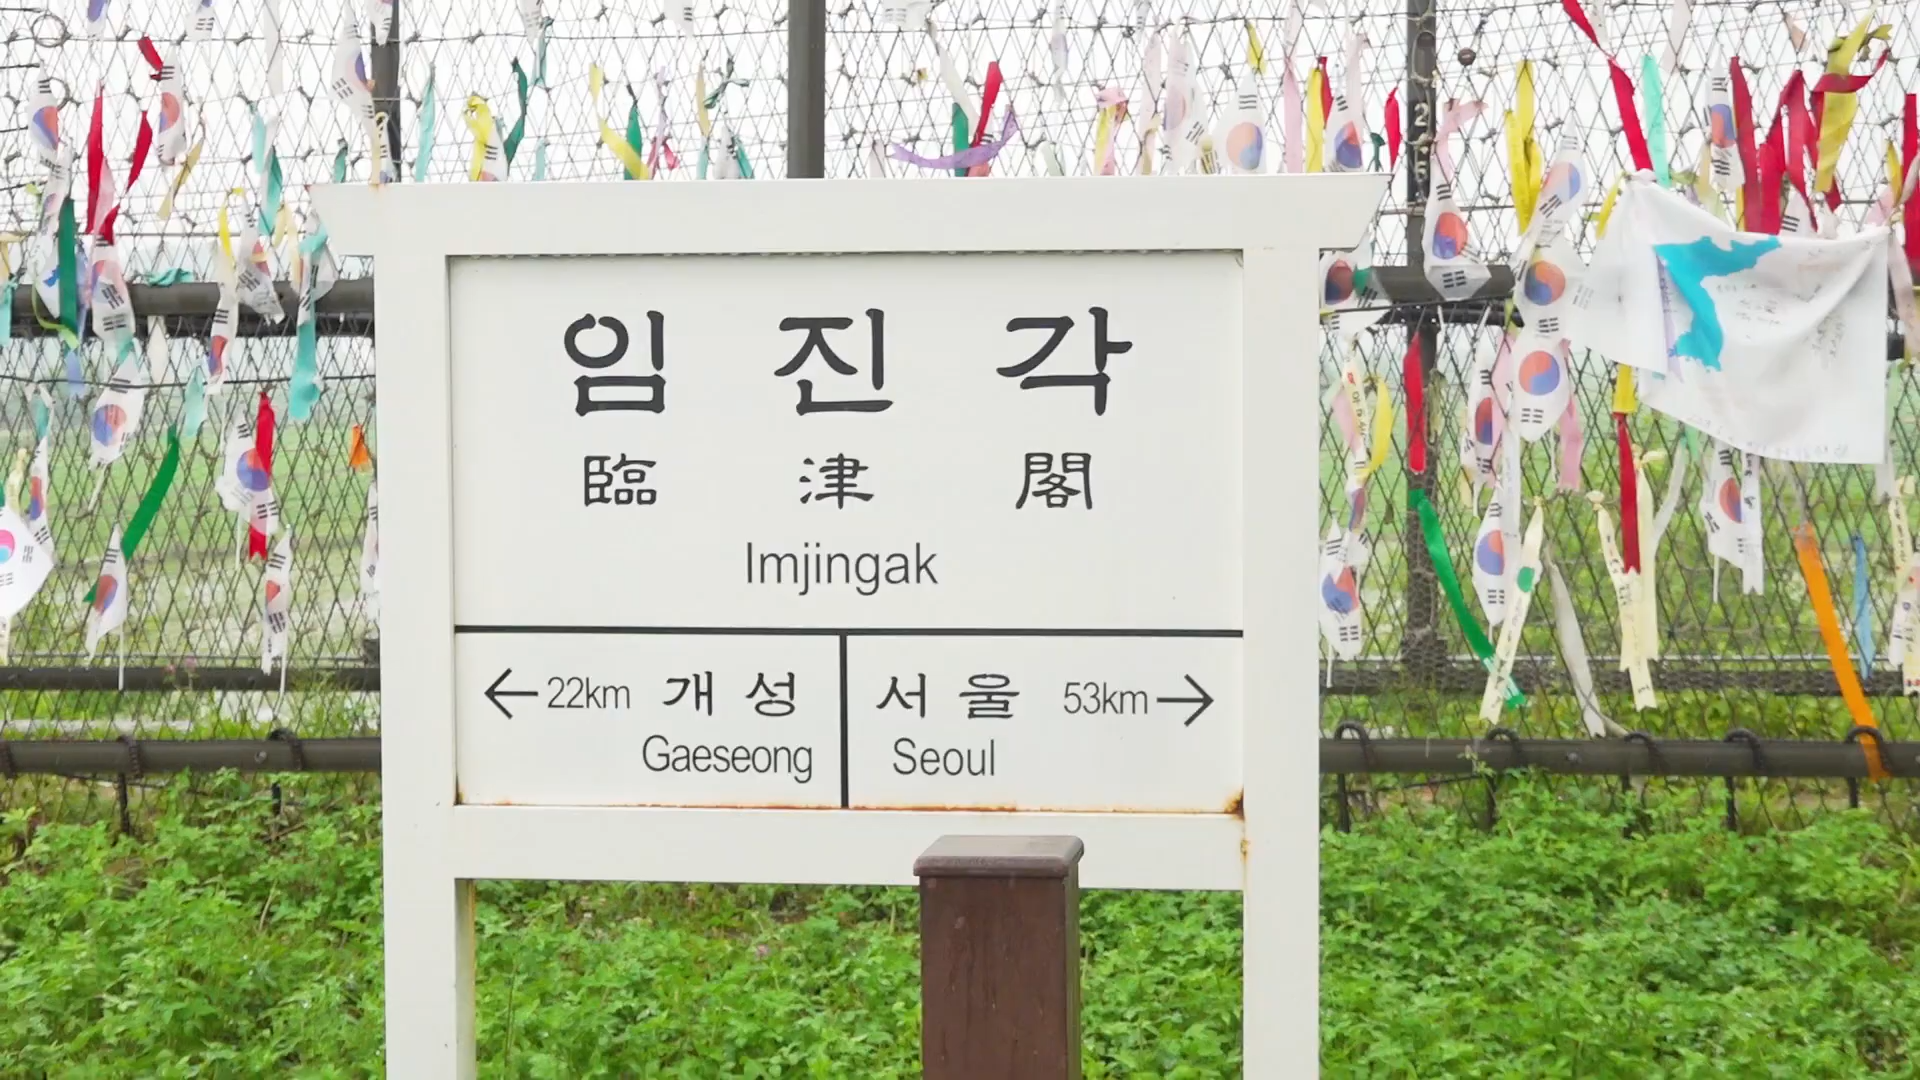 임 진 각
臨 津 閣
Imjingak
← 22km 개 성
Gaeseong
서 울 53km →
Seoul